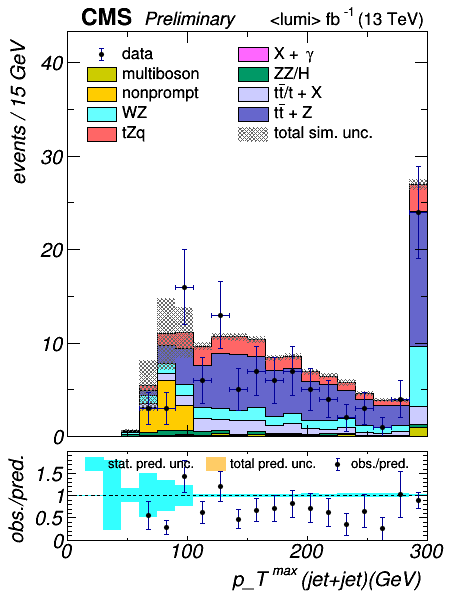 CMS Preliminary <lumi> fb⁻¹ (13 TeV)
events / 15 GeV
data
multiboson
nonprompt
WZ
tZq
X + γ
ZZ/H
tt̄/t + X
tt̄ + Z
total sim. unc.
40
30
20
10
0
obs./pred.
stat. pred. unc. total pred. unc. obs./pred.
1.5
1
0.5
0
0 100 200 300
p_T^max (jet+jet)(GeV)